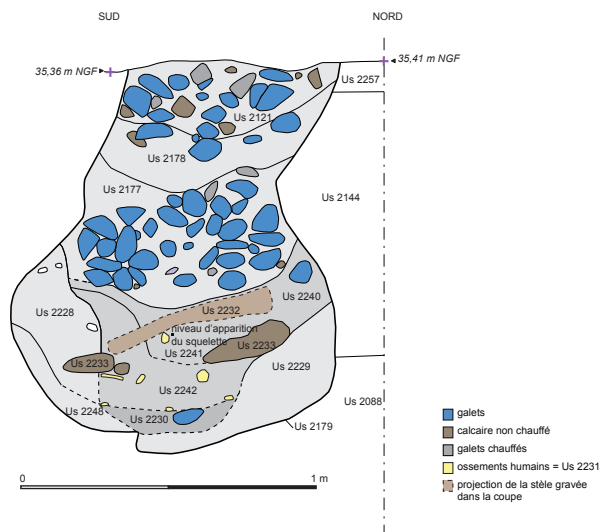 SUD
NORD
35,36 m NGF
35,41 m NGF
Us 2257
Us 2121
Us 2178
Us 2177
Us 2144
Us 2240
Us 2232
Us 2228
niveau d'apparition
du squelette
Us 2233
Us 2241
Us 2233
Us 2229
Us 2242
Us 2088
Us 2248
Us 2230
Us 2179
galets
calcaire non chauffé
galets chauffés
ossements humains = Us 2231
projection de la stèle gravée
dans la coupe
0
1 m